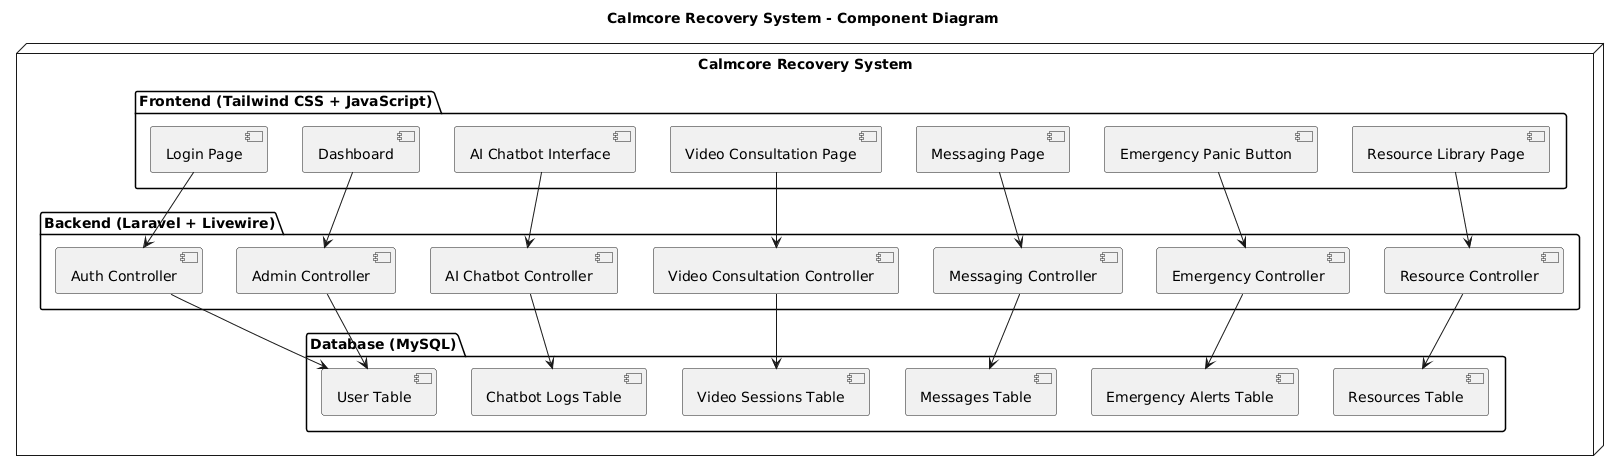 Calmcore Recovery System - Component Diagram
Calmcore Recovery System
Frontend (Tailwind CSS + JavaScript)
Login Page
Dashboard
AI Chatbot Interface
Video Consultation Page
Messaging Page
Emergency Panic Button
Resource Library Page
Backend (Laravel + Livewire)
Auth Controller
Admin Controller
AI Chatbot Controller
Video Consultation Controller
Messaging Controller
Emergency Controller
Resource Controller
Database (MySQL)
User Table
Chatbot Logs Table
Video Sessions Table
Messages Table
Emergency Alerts Table
Resources Table